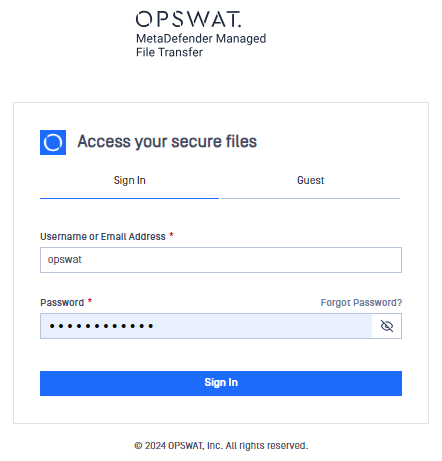 OPSWAT.
MetaDefender Managed
File Transfer
Access your secure files
Sign In
Guest
Username or Email Address *
opswat
Password *
Forgot Password?
••••••••••••
Sign In
© 2024 OPSWAT, Inc. All rights reserved.